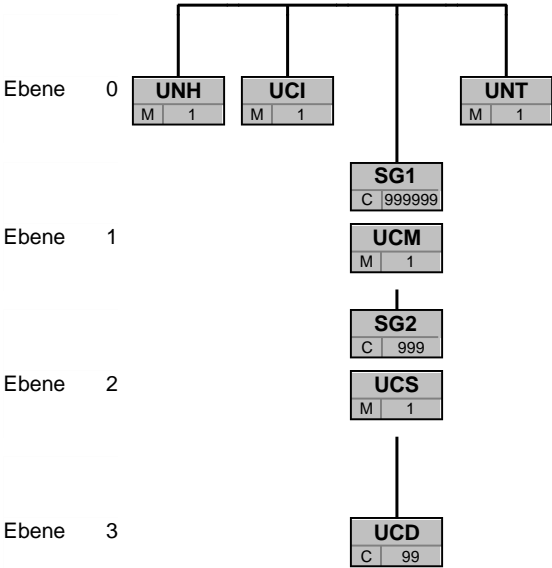 Ebene 0 UNH UCI UNT
M 1 M 1 M 1
SG1
C 999999
Ebene 1 UCM
M 1
SG2
C 999
Ebene 2 UCS
M 1
Ebene 3 UCD
C 99